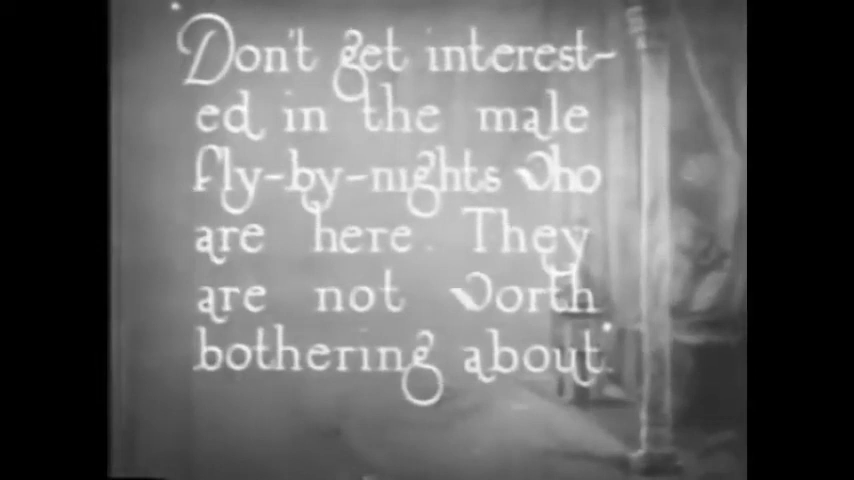 "Don't get interest-
ed in the male
fly-by-nights who
are here. They
are not worth
bothering about."